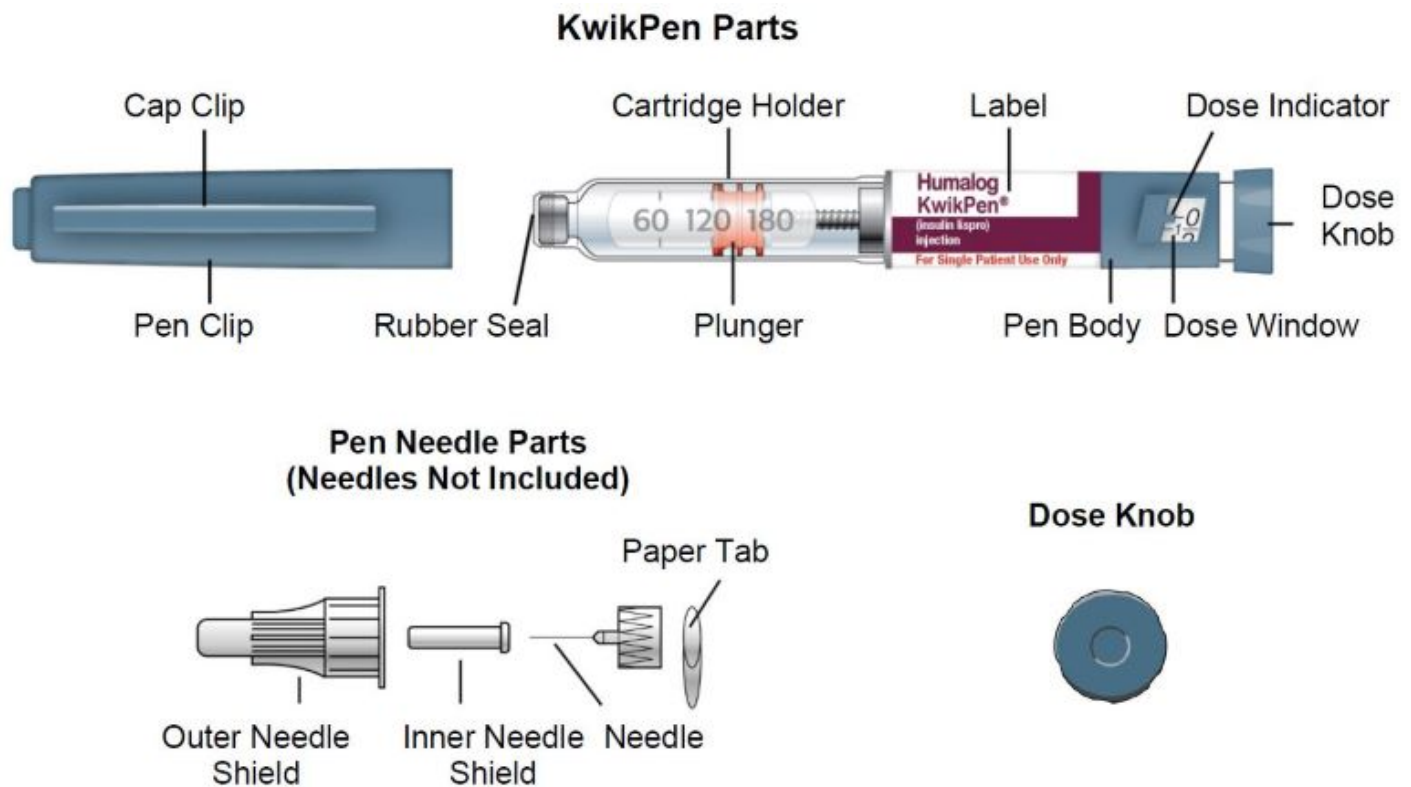 KwikPen Parts
Cap Clip
Cartridge Holder
Label
Dose Indicator
60 120 180
Humalog
KwikPen®
(insulin lispro)
injection
For Single Patient Use Only
0
Dose
Knob
Pen Clip
Rubber Seal
Plunger
Pen Body
Dose Window
Pen Needle Parts
(Needles Not Included)
Paper Tab
Outer Needle
Shield
Inner Needle
Shield
Needle
Dose Knob